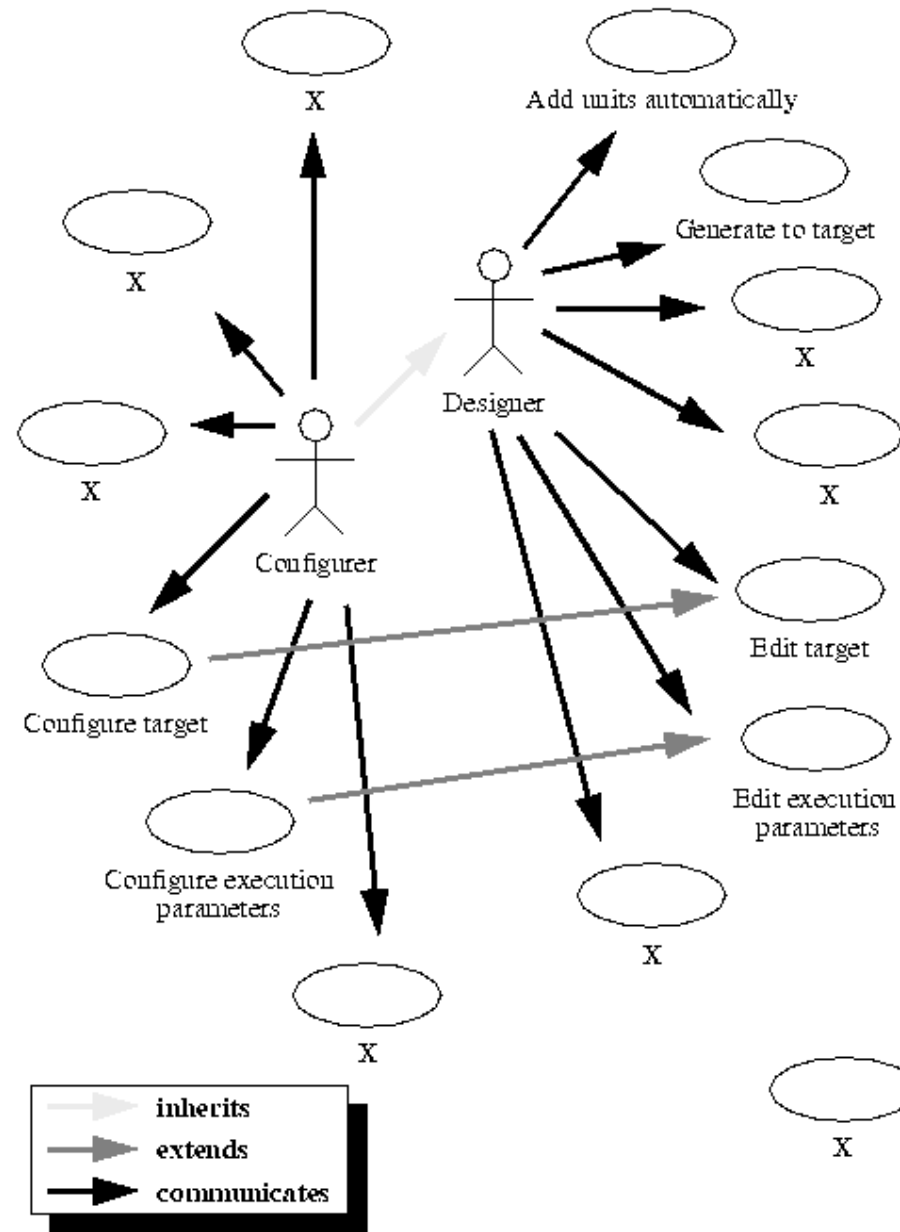 X
Add units automatically
Generate to target
X
X
Designer
X
X
X
Configurer
Edit target
Configure target
Edit execution
parameters
Configure execution
parameters
X
X
X
inherits
extends
communicates